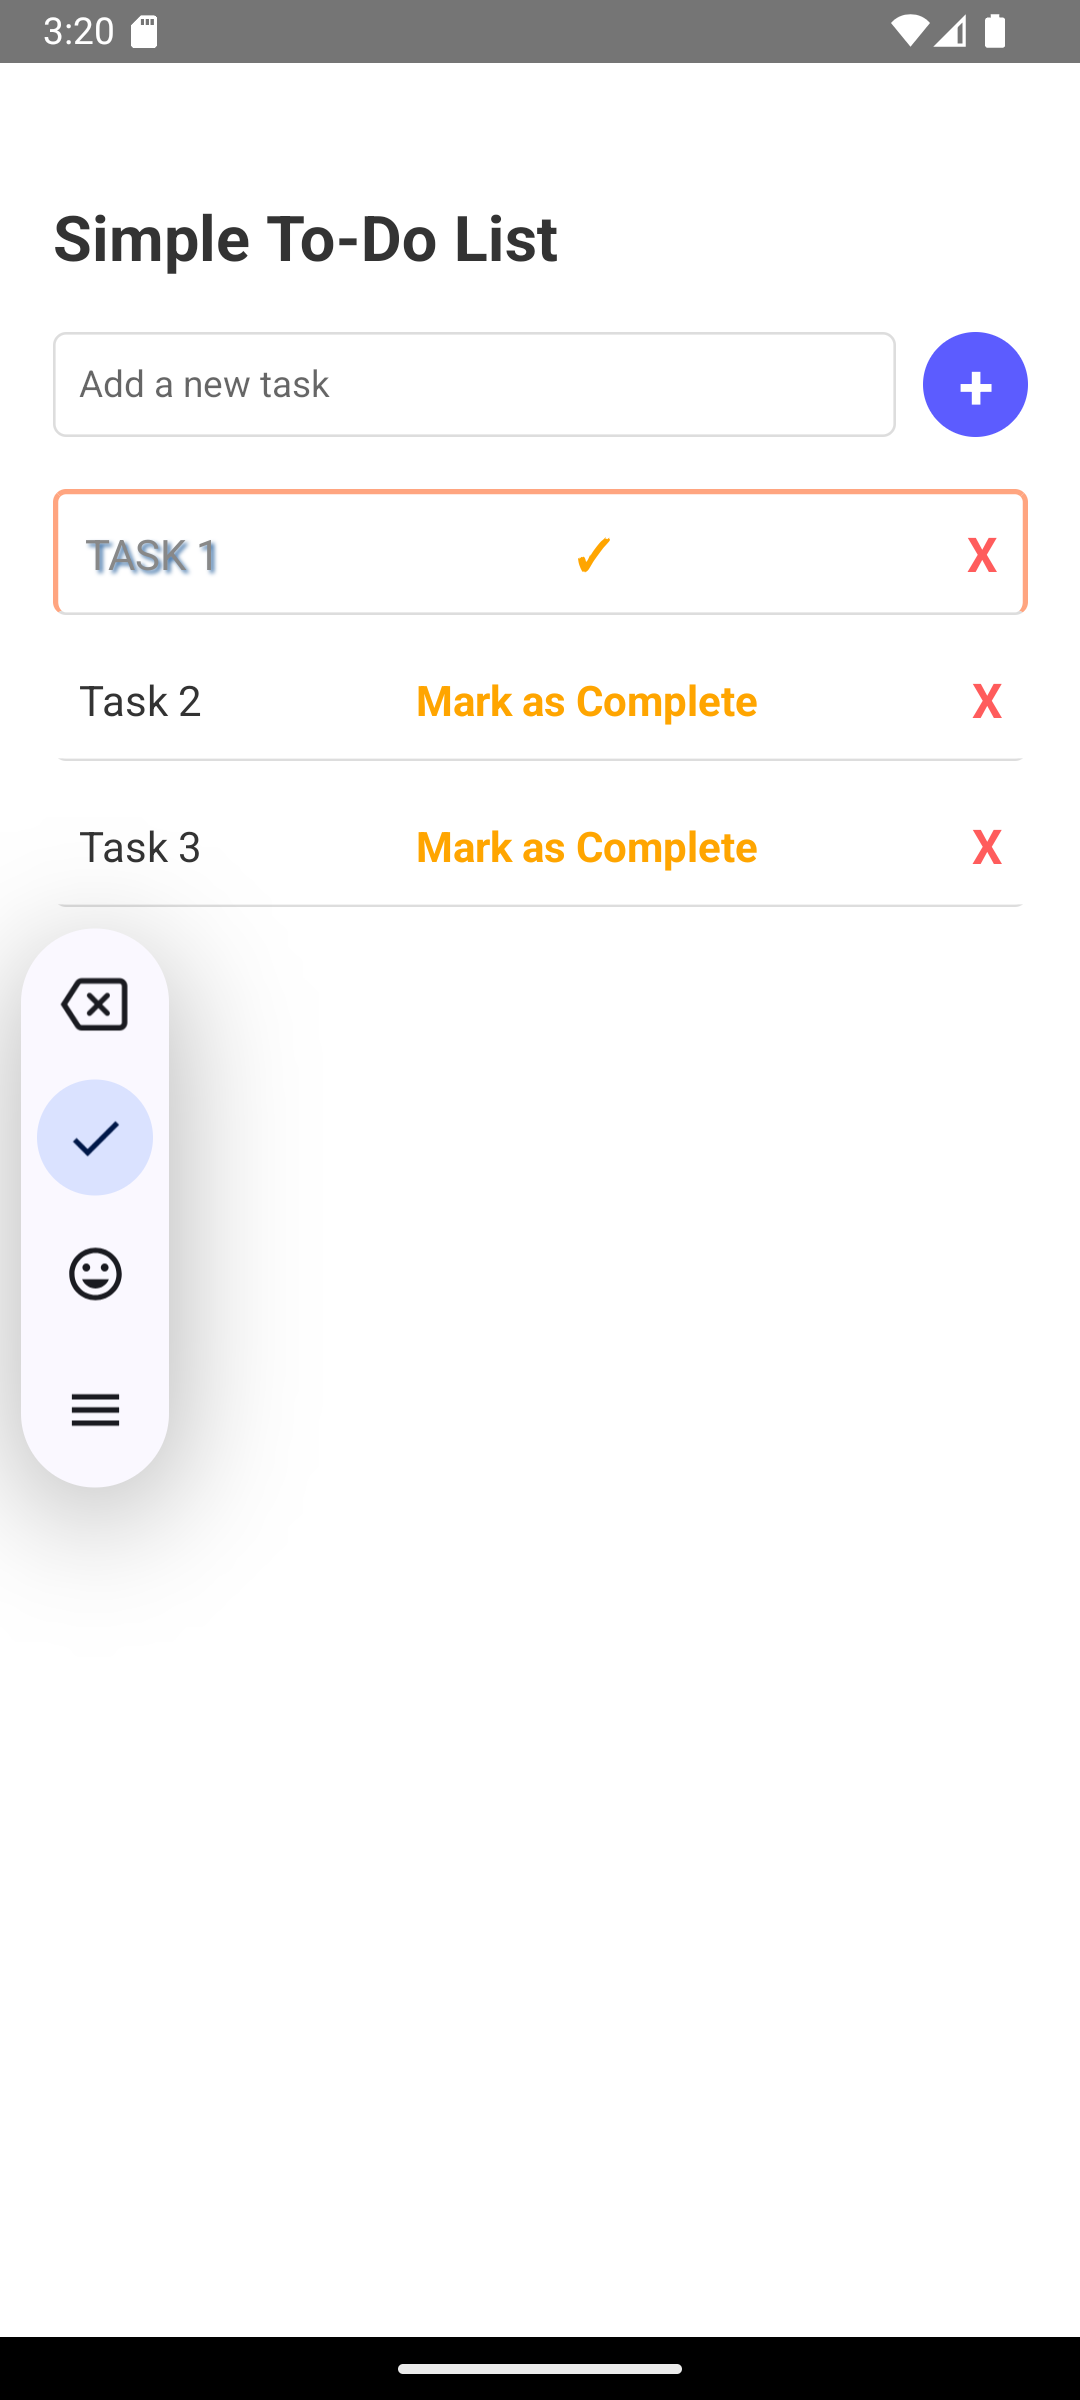 3:20
Simple To-Do List
Add a new task
+
TASK 1 ✓ X
Task 2 Mark as Complete X
Task 3 Mark as Complete X